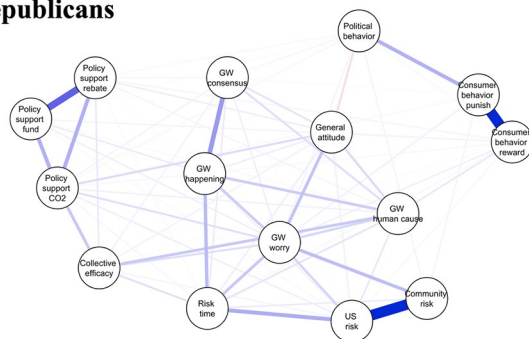 epublicans
Political
behavior
Policy
support
rebate
GW
consensus
Consumer
behavior
punish
Policy
support
fund
General
attitude
Consumer
behavior
reward
GW
happening
Policy
support
CO2
GW
human cause
GW
worry
Collective
efficacy
Community
risk
Risk
time
US
risk